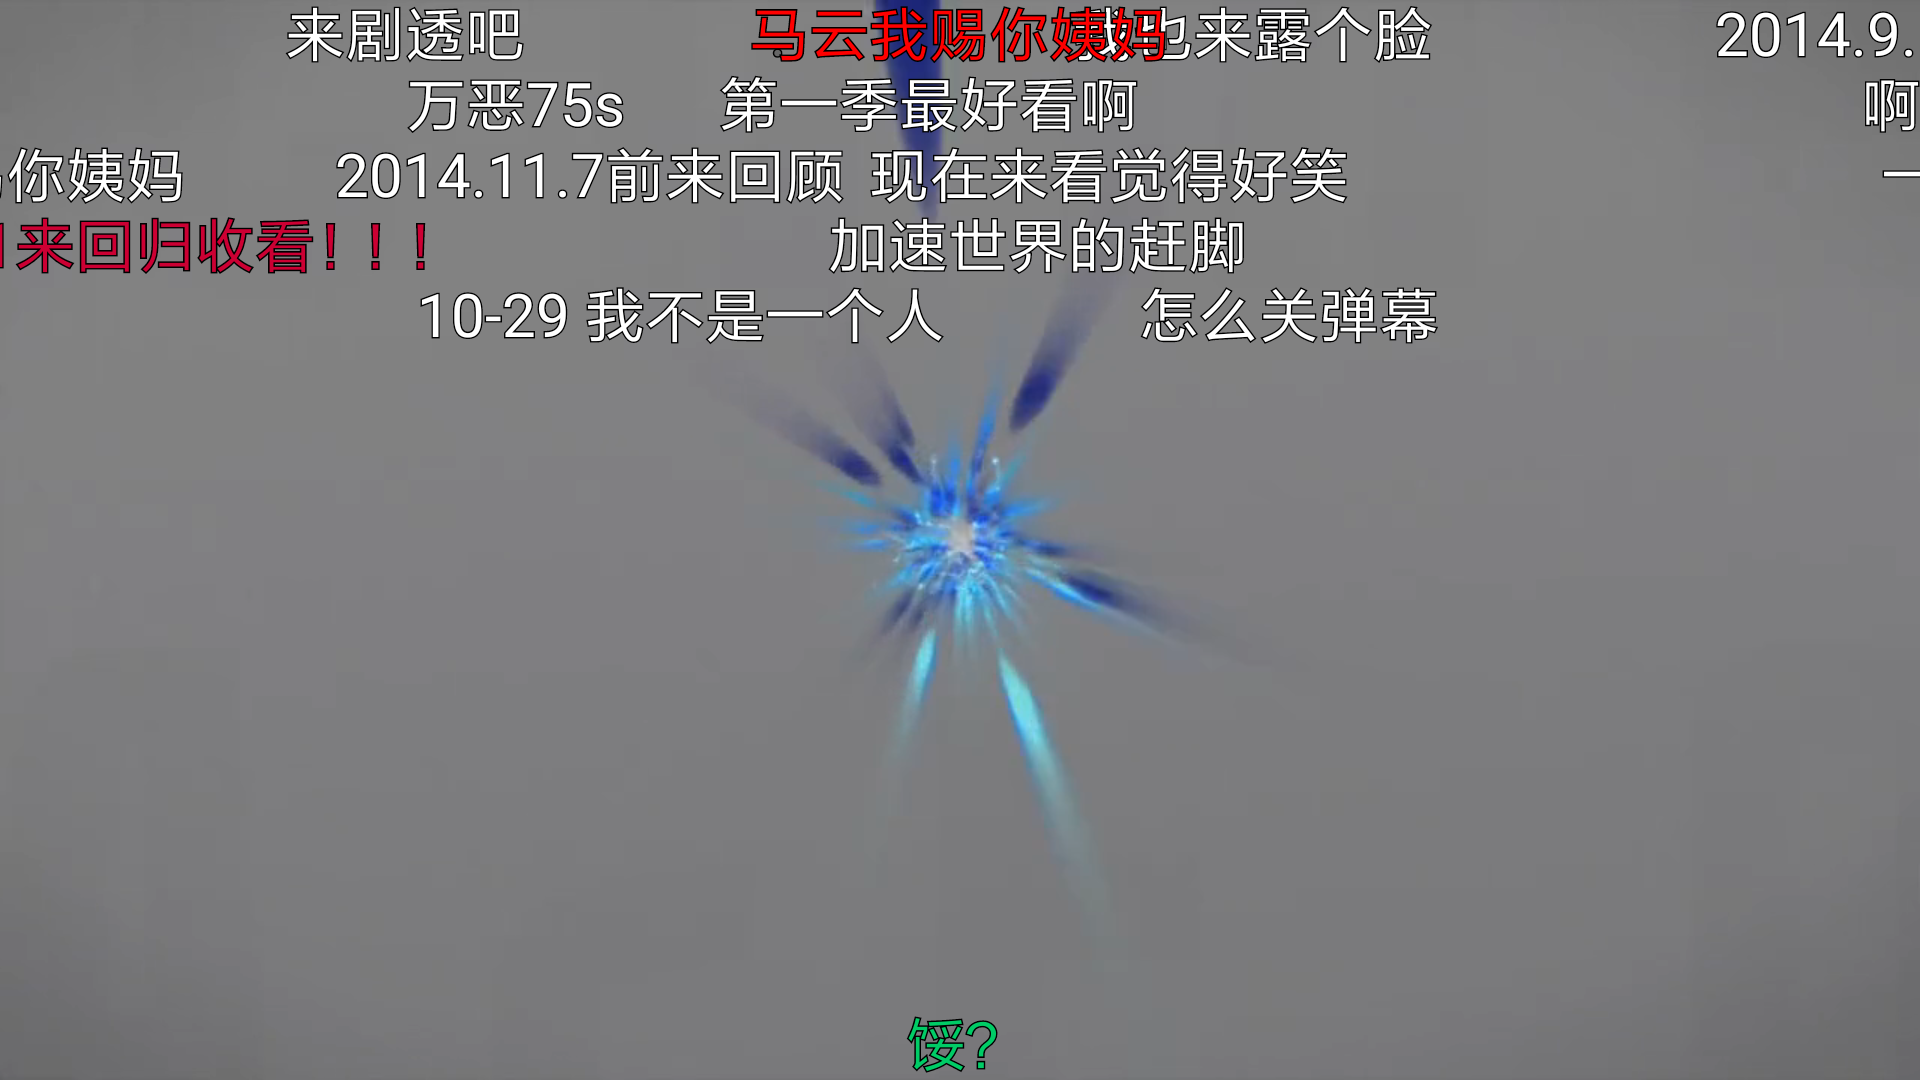 来剧透吧 马云我赐你姨妈 我也来露个脸 2014.9.
万恶75s 第一季最好看啊 啊
你姨妈 2014.11.7前来回顾 现在来看觉得好笑 一
来回归收看！！！ 加速世界的赶脚
10-29 我不是一个人 怎么关弹幕
馁？